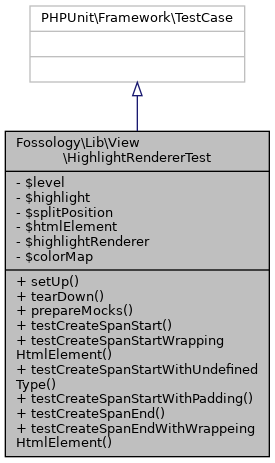 PHPUnit\Framework\TestCase
Fossology\Lib\View
\HighlightRendererTest
- $level
- $highlight
- $splitPosition
- $htmlElement
- $highlightRenderer
- $colorMap
+ setUp()
+ tearDown()
+ prepareMocks()
+ testCreateSpanStart()
+ testCreateSpanStartWrapping
HtmlElement()
+ testCreateSpanStartWithUndefined
Type()
+ testCreateSpanStartWithPadding()
+ testCreateSpanEnd()
+ testCreateSpanEndWithWrappeing
HtmlElement()